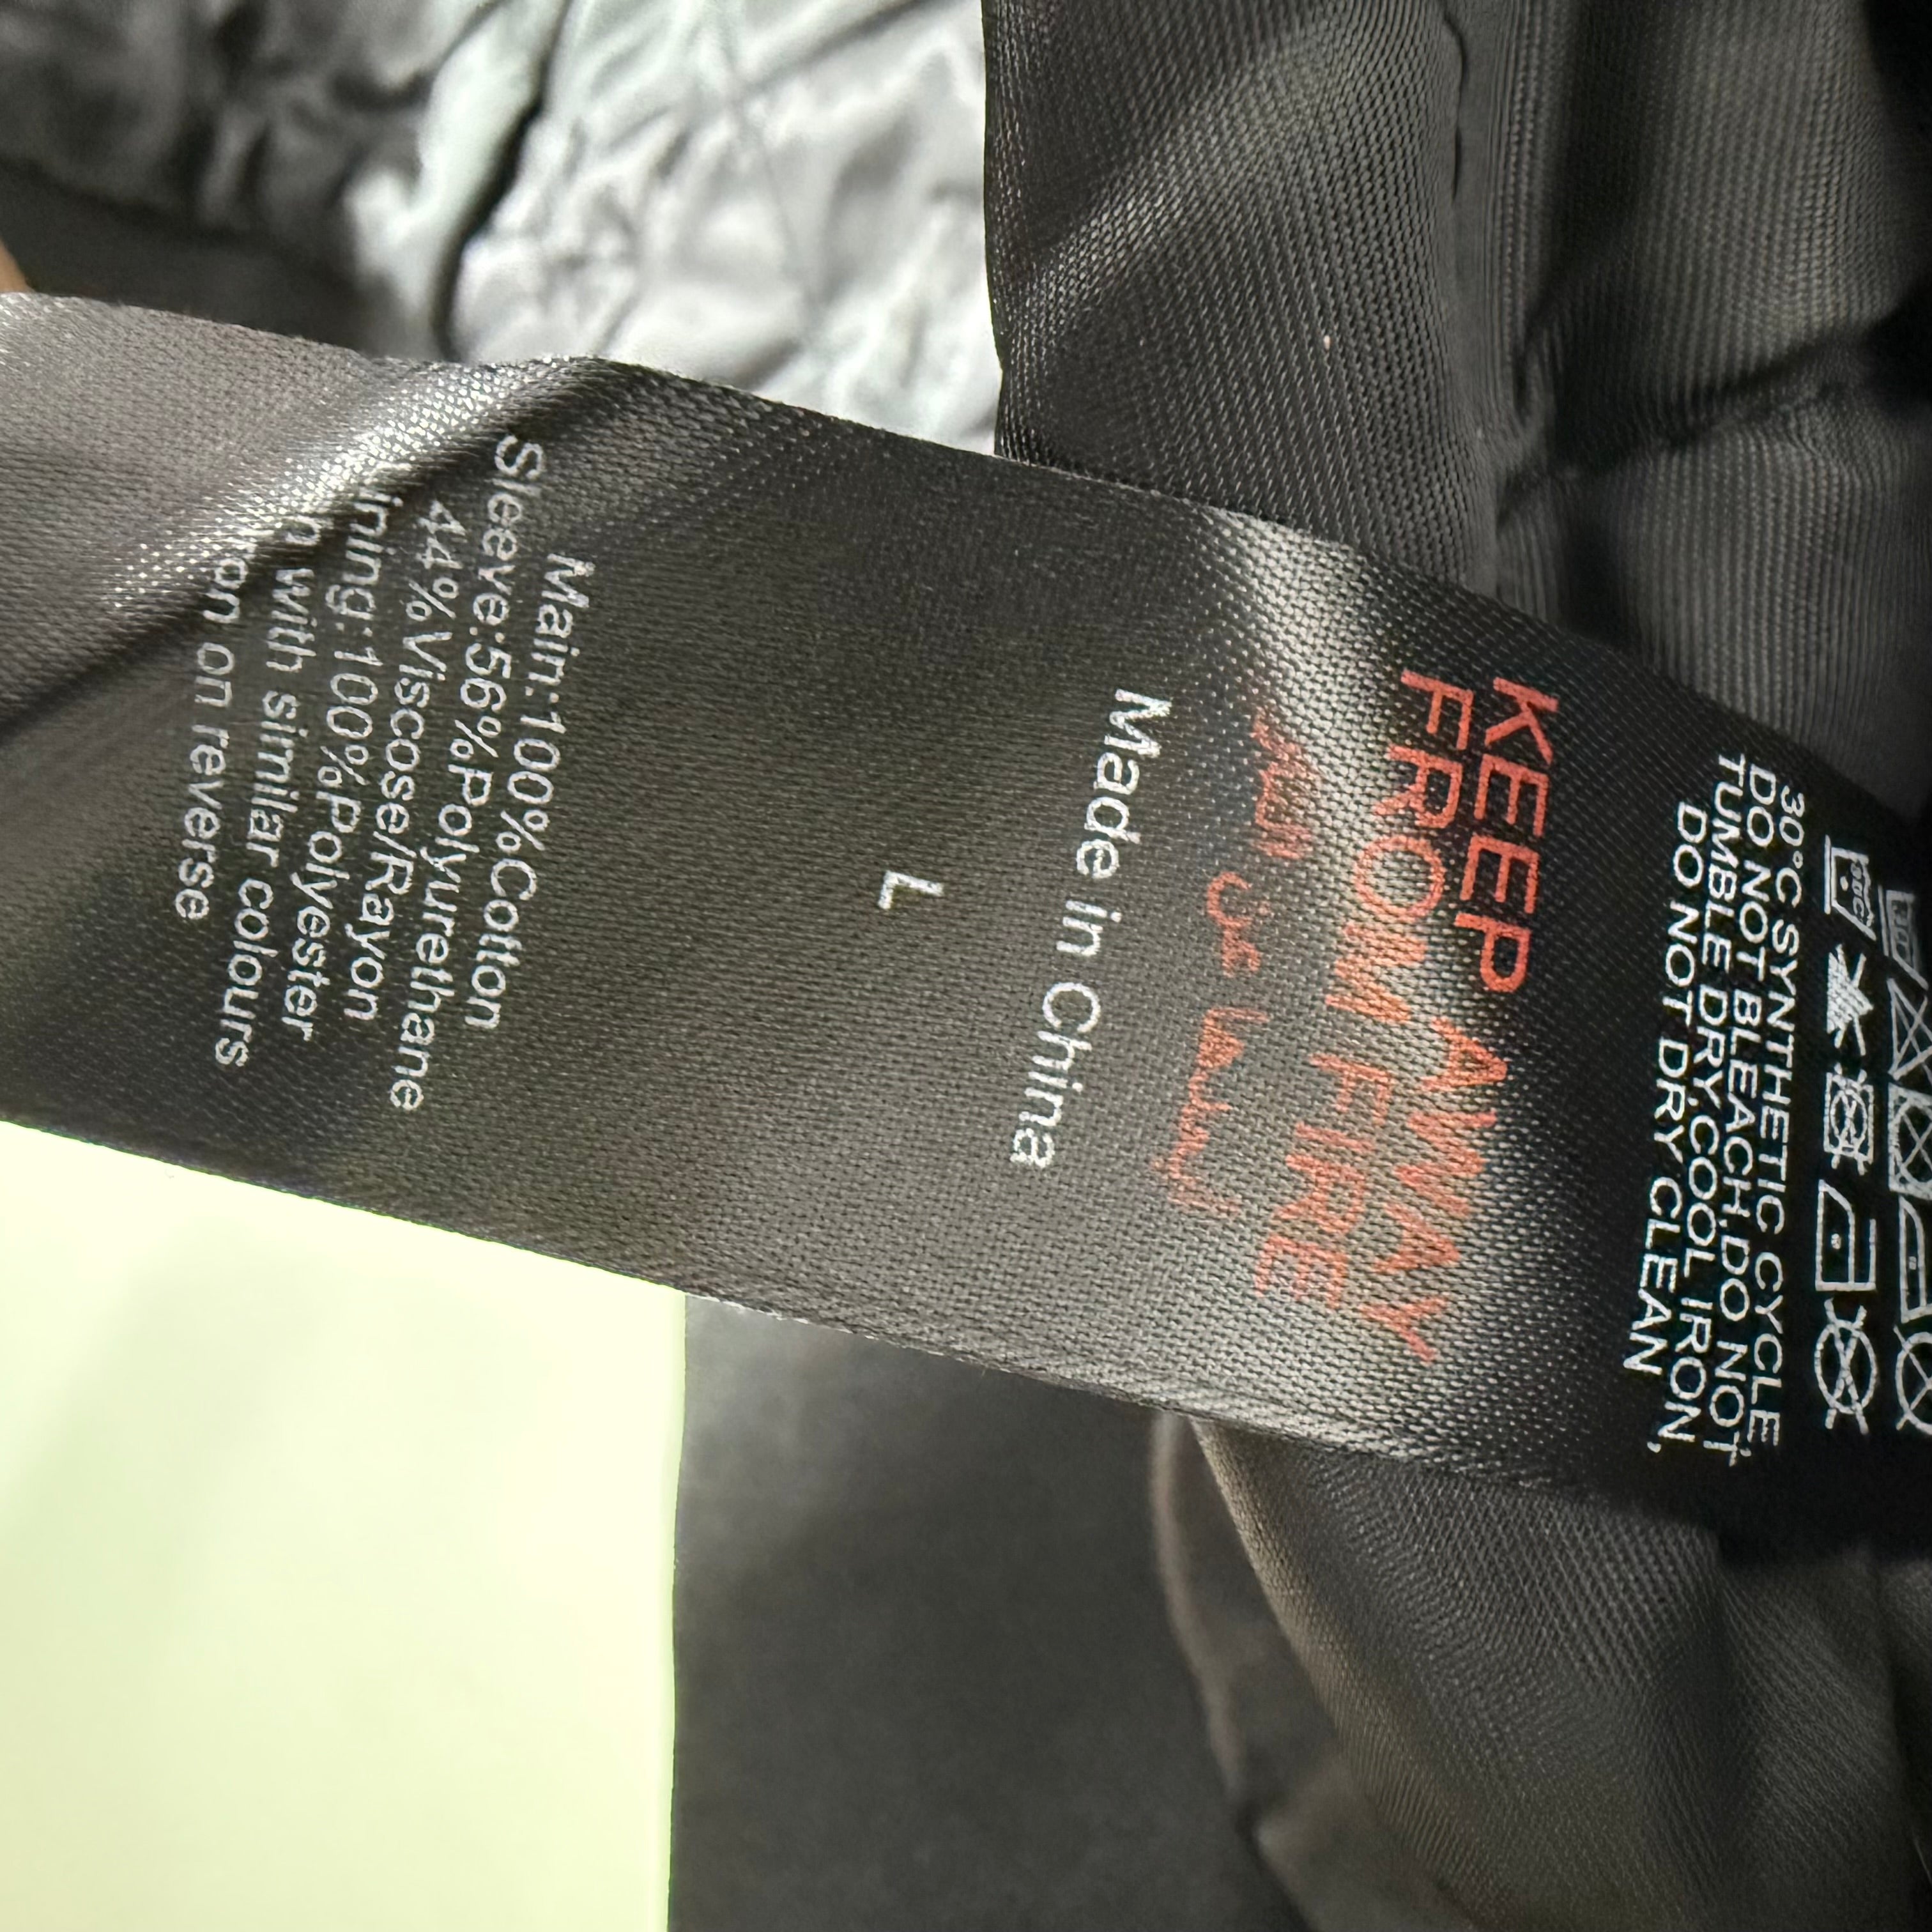 30°C SYNTHETIC CYCLE
DO NOT BLEACH,DO NOT
TUMBLE DRY,COOL IRON,
DO NOT DRY CLEAN
KEEP AWAY
FROM FIRE
Made in China
L
Main:100%Cotton
Sleeve:56%Polyurethane
44%Viscose/Rayon
ining:100%Polyester
with similar colours
on reverse